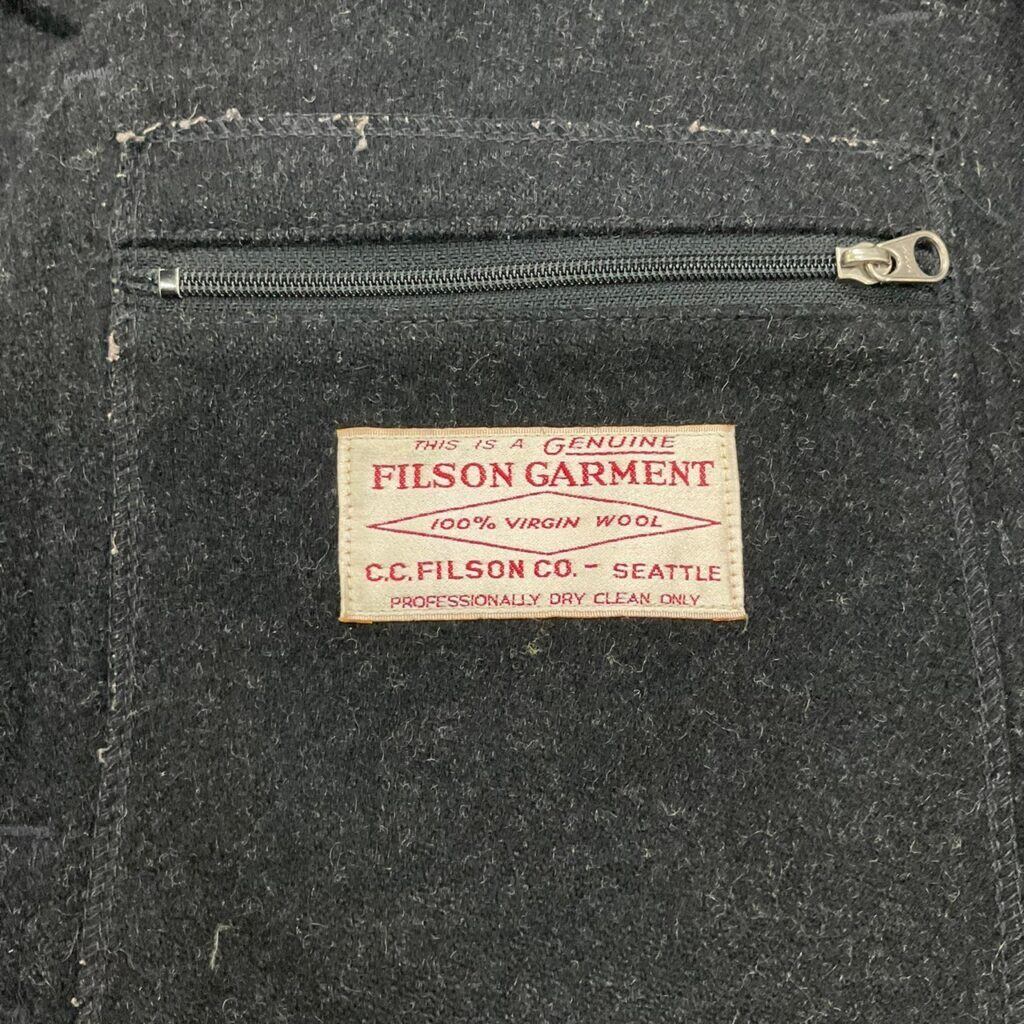 THIS IS A GENUINE
FILSON GARMENT
100% VIRGIN WOOL
C.C. FILSON CO. - SEATTLE
PROFESSIONALLY DRY CLEAN ONLY